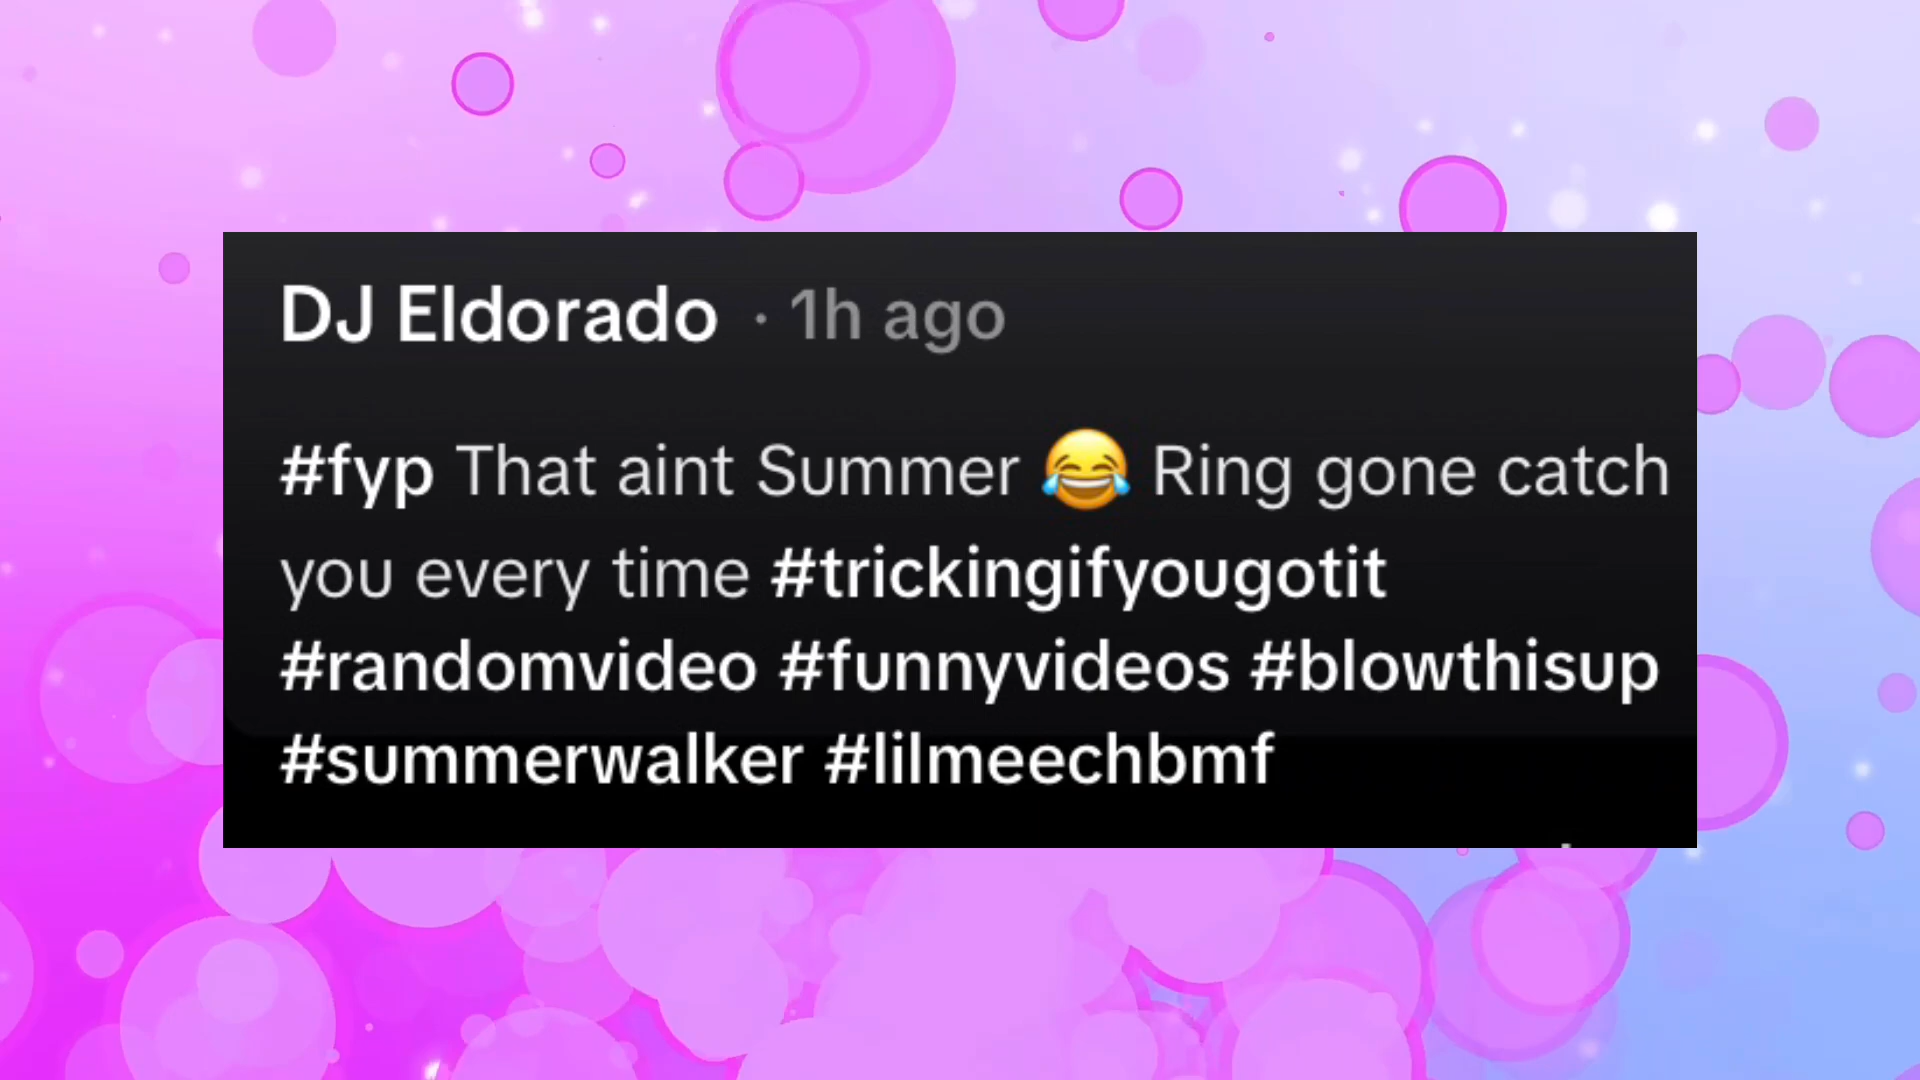 DJ Eldorado · 1h ago
#fyp That aint Summer 😂 Ring gone catch
you every time #trickingifyougotit
#randomvideo #funnyvideos #blowthisup
#summerwalker #lilmeechbmf